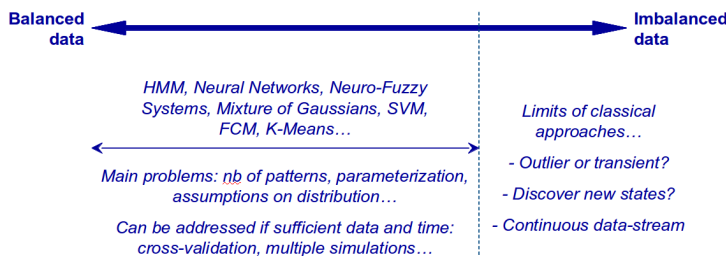 Balanced
data
Imbalanced
data
HMM, Neural Networks, Neuro-Fuzzy
Systems, Mixture of Gaussians, SVM,
FCM, K-Means…
Main problems: nb of patterns, parameterization,
assumptions on distribution…
Can be addressed if sufficient data and time:
cross-validation, multiple simulations…
Limits of classical
approaches…
- Outlier or transient?
- Discover new states?
- Continuous data-stream